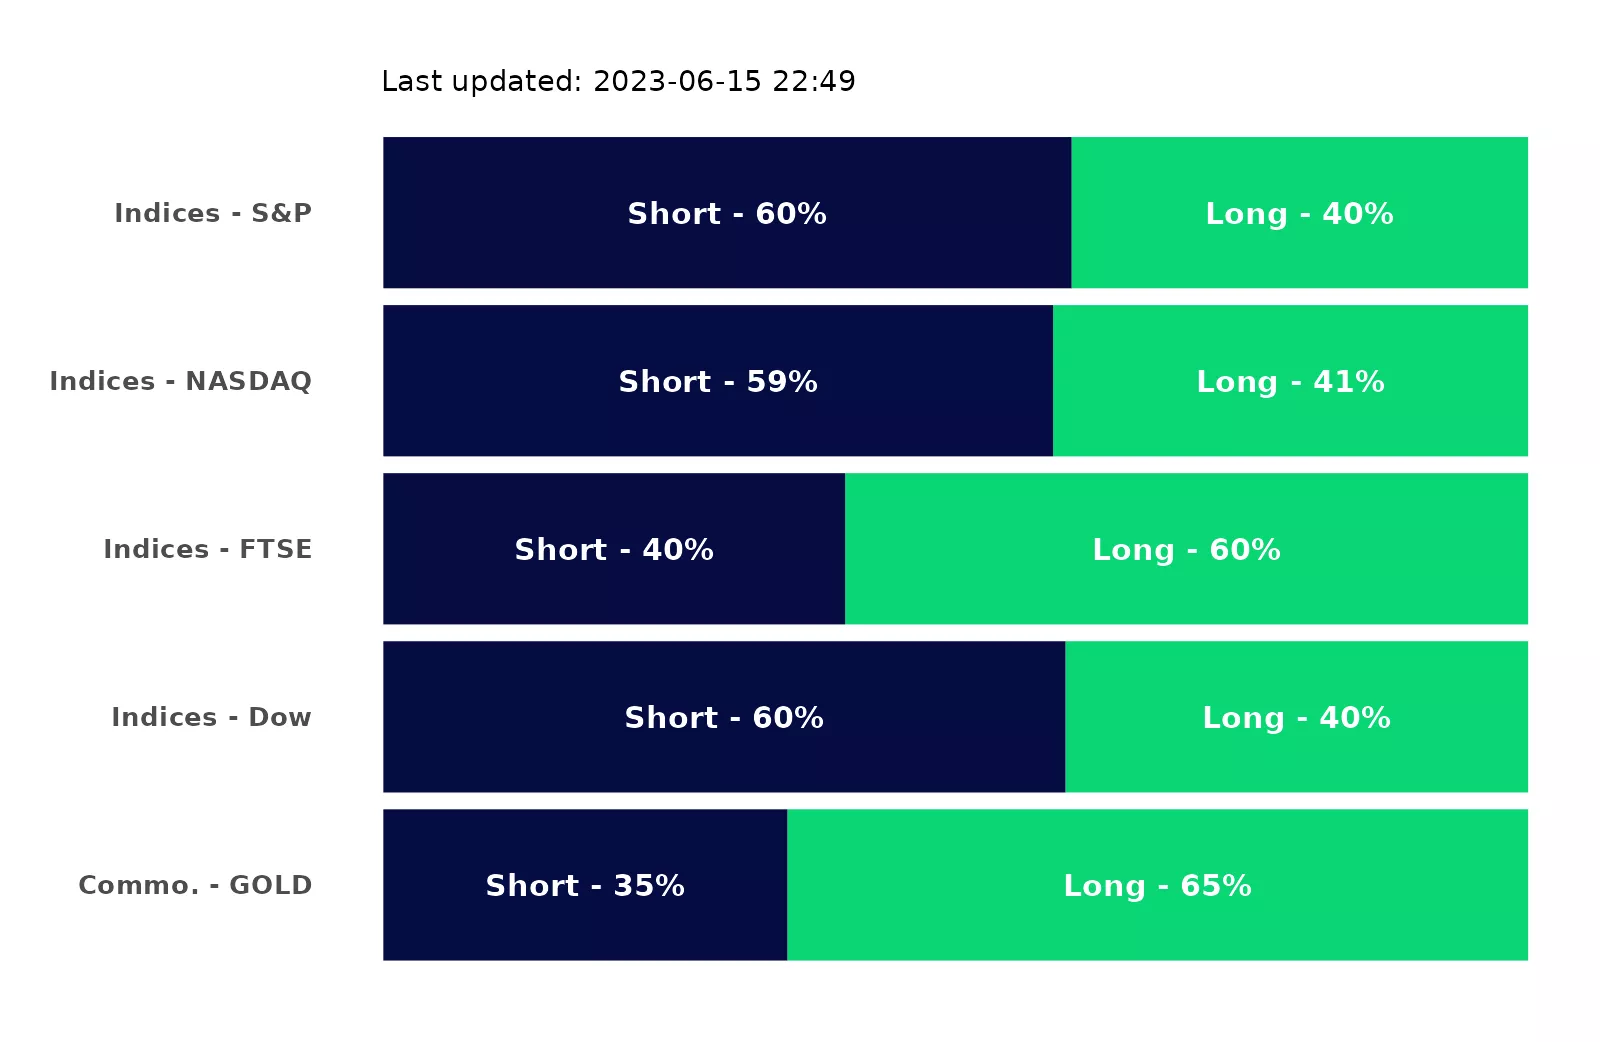 Last updated: 2023-06-15 22:49
Indices - S&P Short - 60% Long - 40%
Indices - NASDAQ Short - 59% Long - 41%
Indices - FTSE Short - 40% Long - 60%
Indices - Dow Short - 60% Long - 40%
Commo. - GOLD Short - 35% Long - 65%